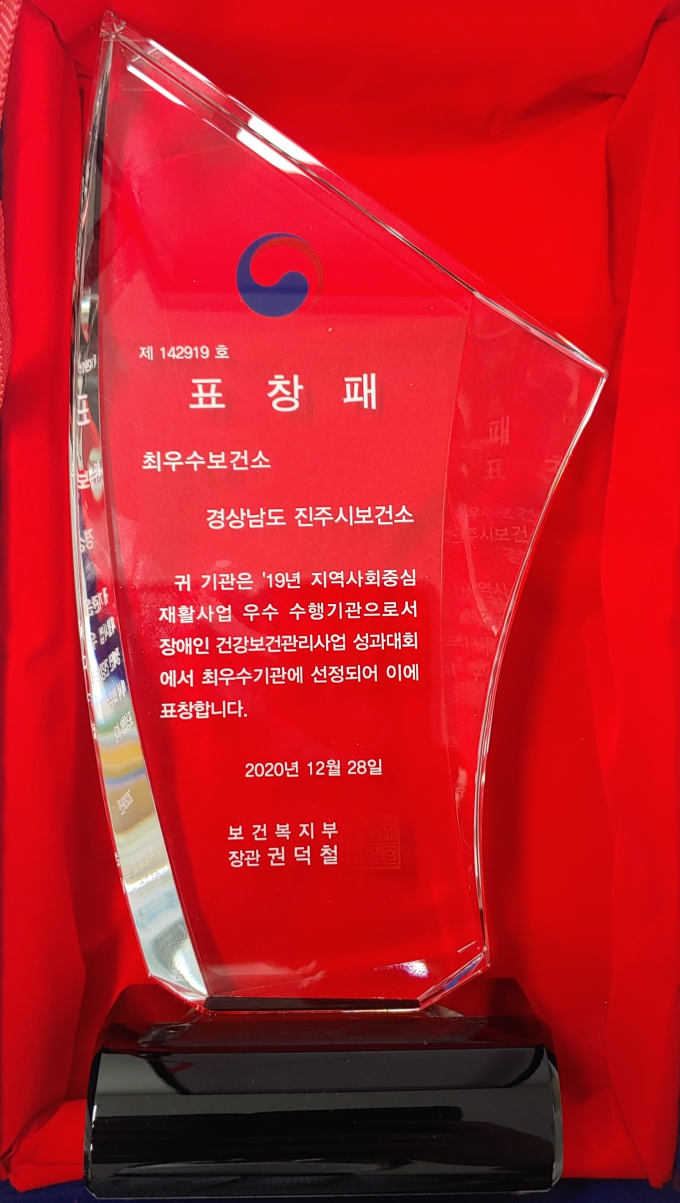 제 142919 호
표 창 패
최우수보건소
경상남도 진주시보건소
귀 기관은 '19년 지역사회중심
재활사업 우수 수행기관으로서
장애인 건강보건관리사업 성과대회
에서 최우수기관에 선정되어 이에
표창합니다.
2020년 12월 28일
보건복지부
장관 권덕철